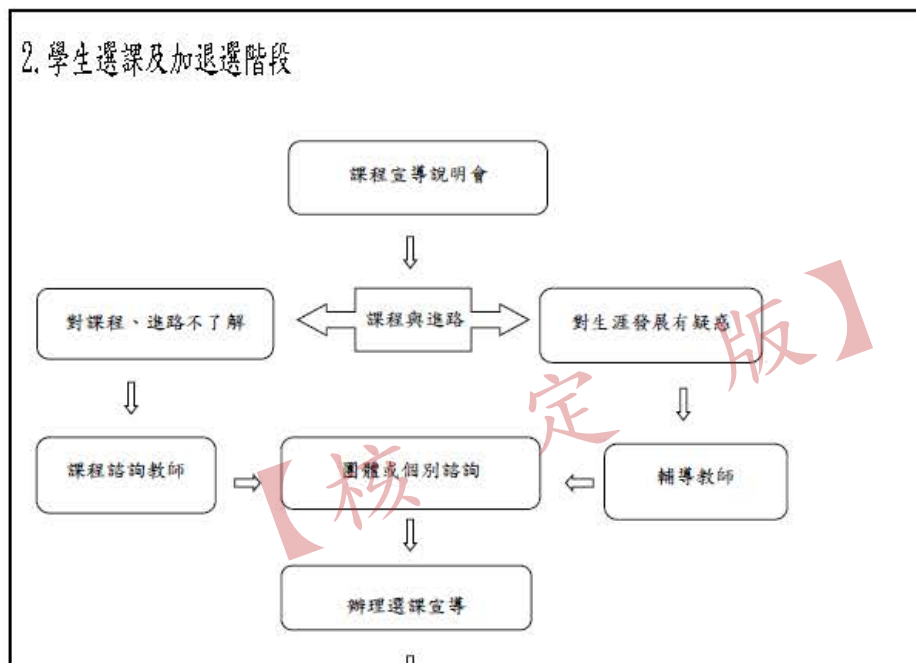 2.學生選課及加退選階段
課程宣導說明會
對課程、進路不了解
課程與進路
對生涯發展有疑惑
課程諮詢教師
團體或個別諮詢
輔導教師
辦理選課宣導
【核定版】